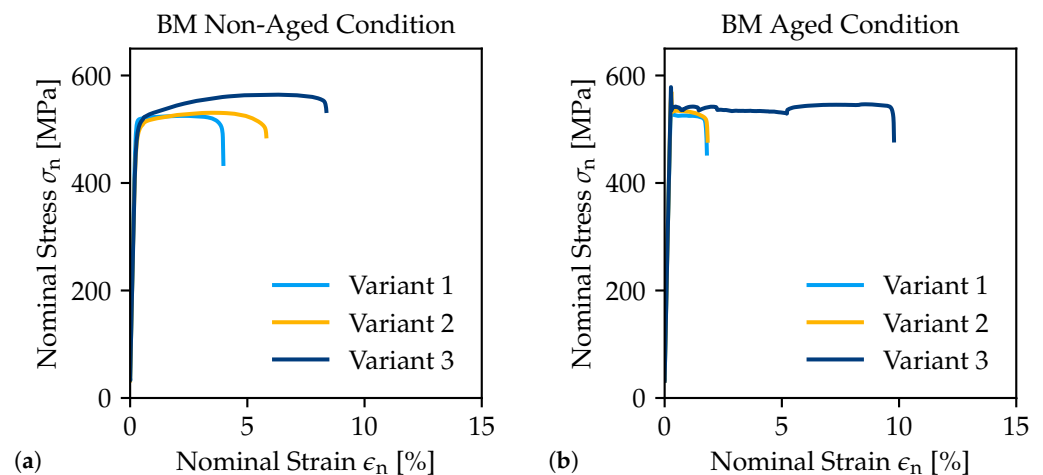 BM Non-Aged Condition
600
400
200
0
0 5 10 15
Nominal Stress σn [MPa]
Nominal Strain ϵn [%]
Variant 1
Variant 2
Variant 3
(a)
BM Aged Condition
600
400
200
0
0 5 10 15
Nominal Stress σn [MPa]
Nominal Strain ϵn [%]
Variant 1
Variant 2
Variant 3
(b)